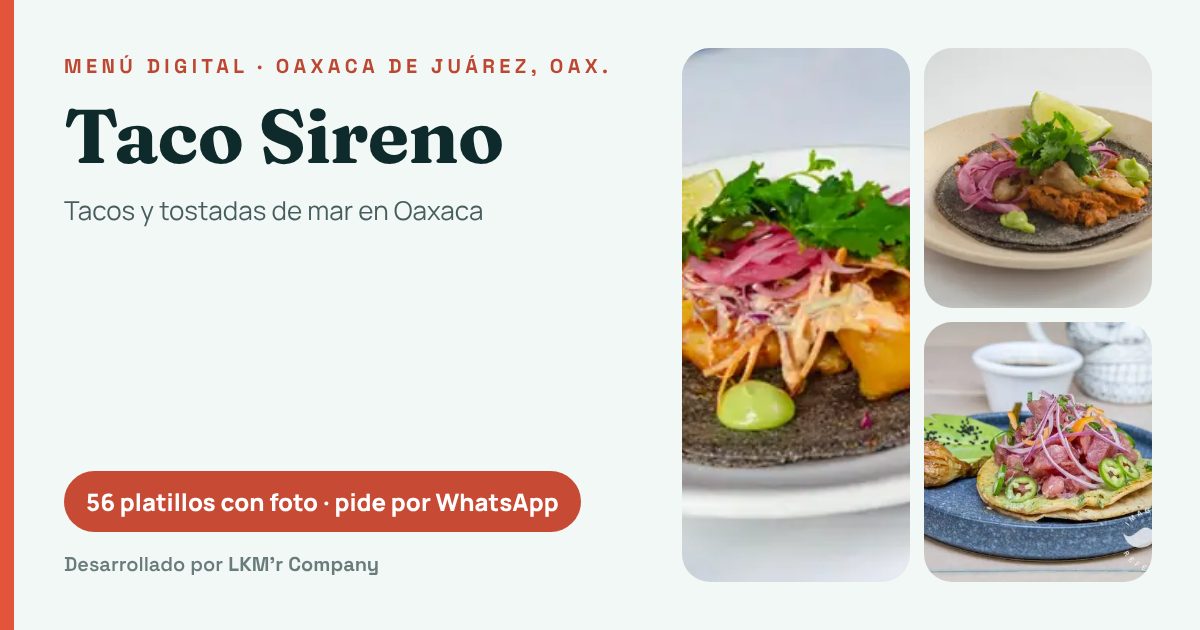 MENÚ DIGITAL · OAXACA DE JUÁREZ, OAX.
Taco Sireno
Tacos y tostadas de mar en Oaxaca
56 platillos con foto · pide por WhatsApp
Desarrollado por LKM’r Company